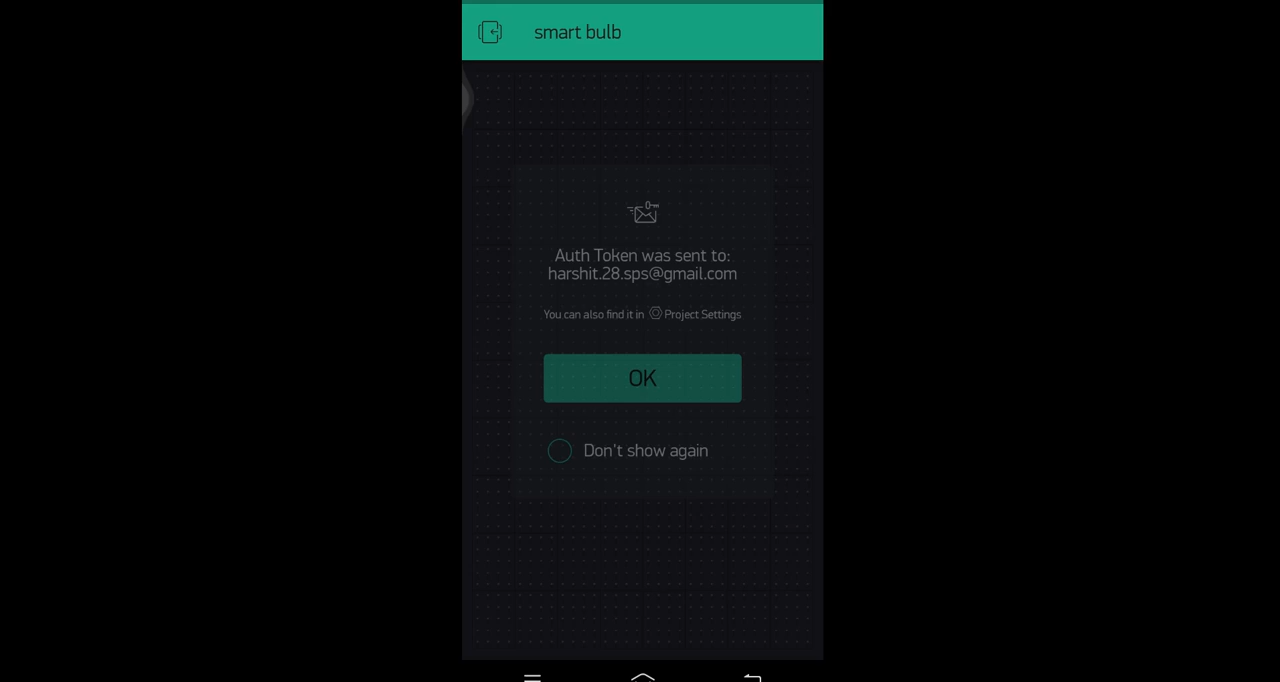 smart bulb
Auth Token was sent to:
harshit.28.sps@gmail.com
You can also find it in Project Settings
OK
Don't show again